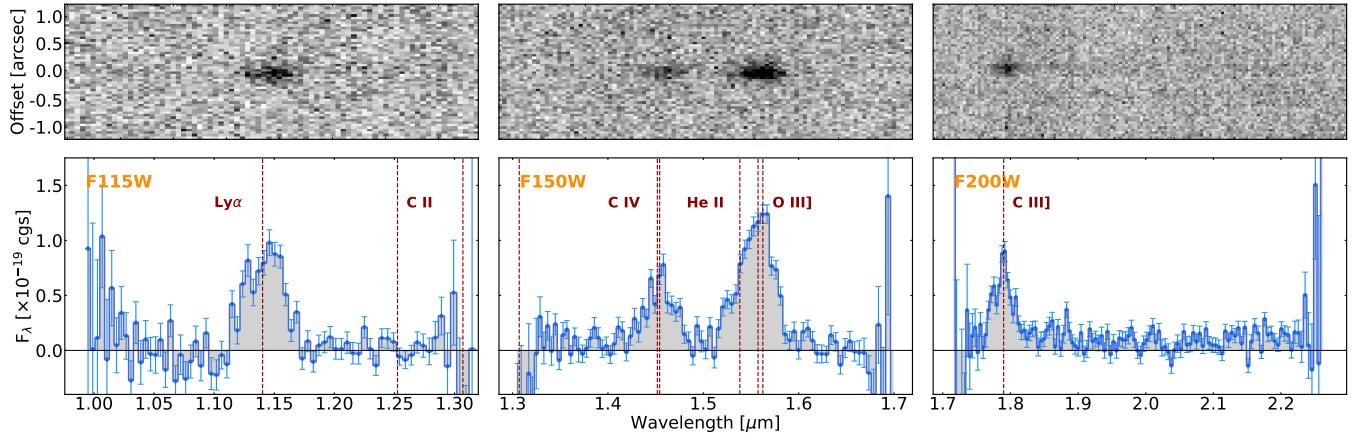 Offset [arcsec]
1.0
0.5
0.0
-0.5
-1.0
F115W
Lyα
C II
F150W
C IV
He II
O III]
F200W
C III]
F_λ [×10⁻¹⁹ cgs]
1.5
1.0
0.5
0.0
1.00 1.05 1.10 1.15 1.20 1.25 1.30
1.3 1.4 1.5 1.6 1.7
1.7 1.8 1.9 2.0 2.1 2.2
Wavelength [μm]